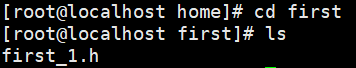 [root@localhost home]# cd first
[root@localhost first]# ls
first_1.h